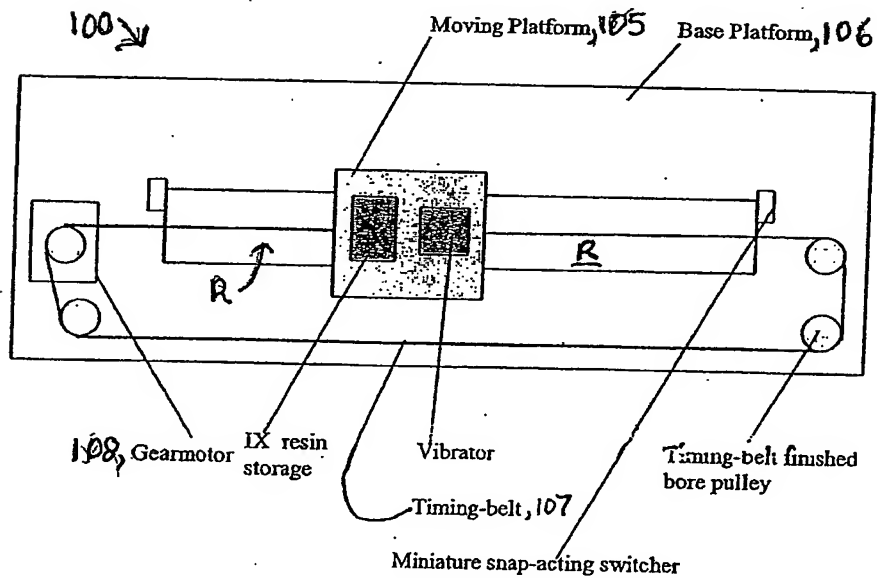 100
Moving Platform, 105
Base Platform, 106
R
R
108, Gearmotor
IX resin
storage
Vibrator
Timing-belt finished
bore pulley
Timing-belt, 107
Miniature snap-acting switcher